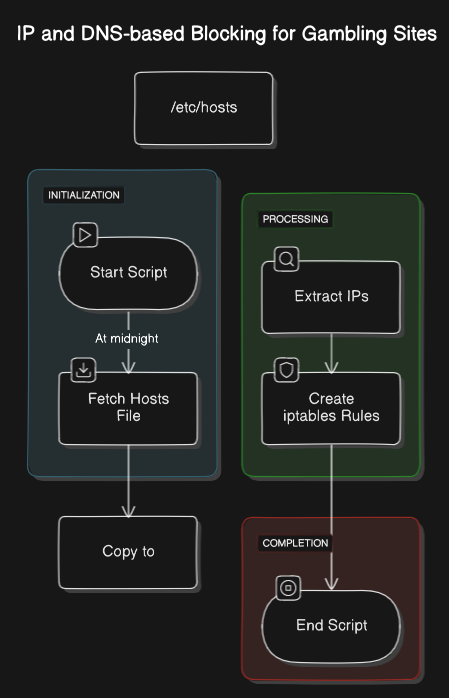 IP and DNS-based Blocking for Gambling Sites
/etc/hosts
INITIALIZATION
Start Script
At midnight
Fetch Hosts
File
Copy to
PROCESSING
Extract IPs
Create
iptables Rules
COMPLETION
End Script